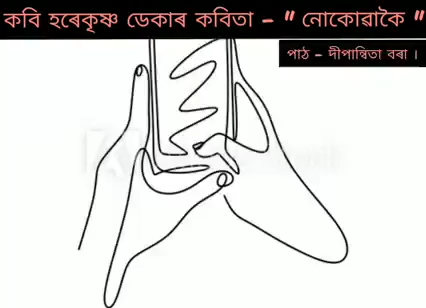 কবি হৰেকৃষ্ণ ডেকাৰ কবিতা - " নোকোৱাকৈ "
পাঠ - দীপান্বিতা বৰা ।